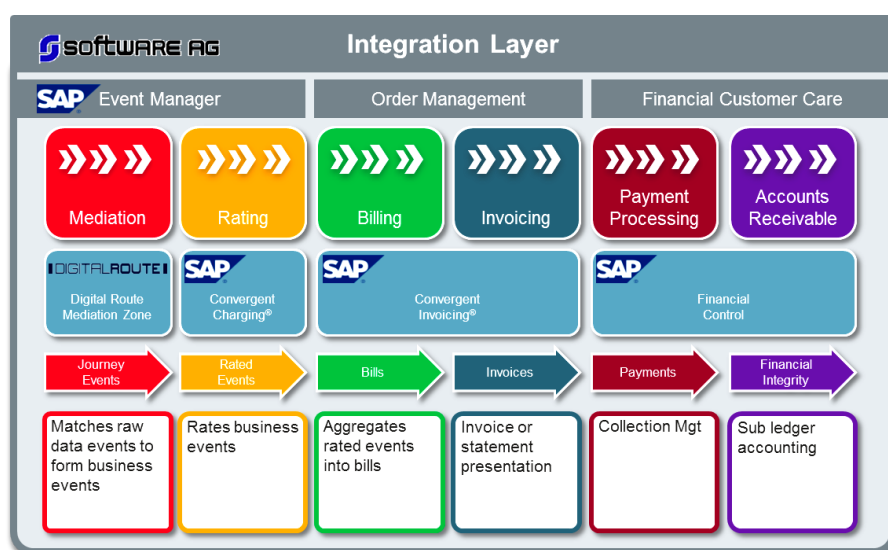 software AG
Integration Layer
SAP Event Manager
Order Management
Financial Customer Care
Mediation
Rating
Billing
Invoicing
Payment
Processing
Accounts
Receivable
DIGITALROUTE
Digital Route
Mediation Zone
SAP
Convergent
Charging®
SAP
Convergent
Invoicing®
SAP
Financial
Control
Journey
Events
Rated
Events
Bills
Invoices
Payments
Financial
Integrity
Matches raw
data events to
form business
events
Rates business
events
Aggregates
rated events
into bills
Invoice or
statement
presentation
Collection Mgt
Sub ledger
accounting